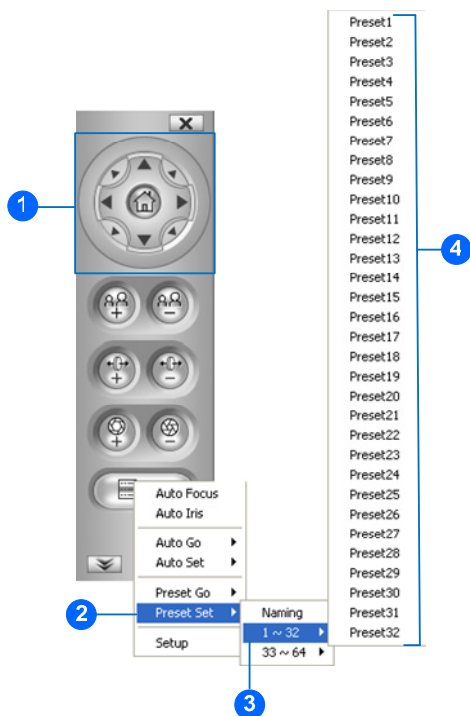 Preset1
Preset2
Preset3
Preset4
Preset5
Preset6
Preset7
Preset8
Preset9
Preset10
Preset11
Preset12
Preset13
Preset14
Preset15
Preset16
Preset17
Preset18
Preset19
Preset20
Preset21
Preset22
Preset23
Preset24
Preset25
Preset26
Preset27
Preset28
Preset29
Preset30
Preset31
Preset32
1
4
Auto Focus
Auto Iris
Auto Go
Auto Set
Preset Go
2
Preset Set
Setup
Naming
1 ~ 32
33 ~ 64
3